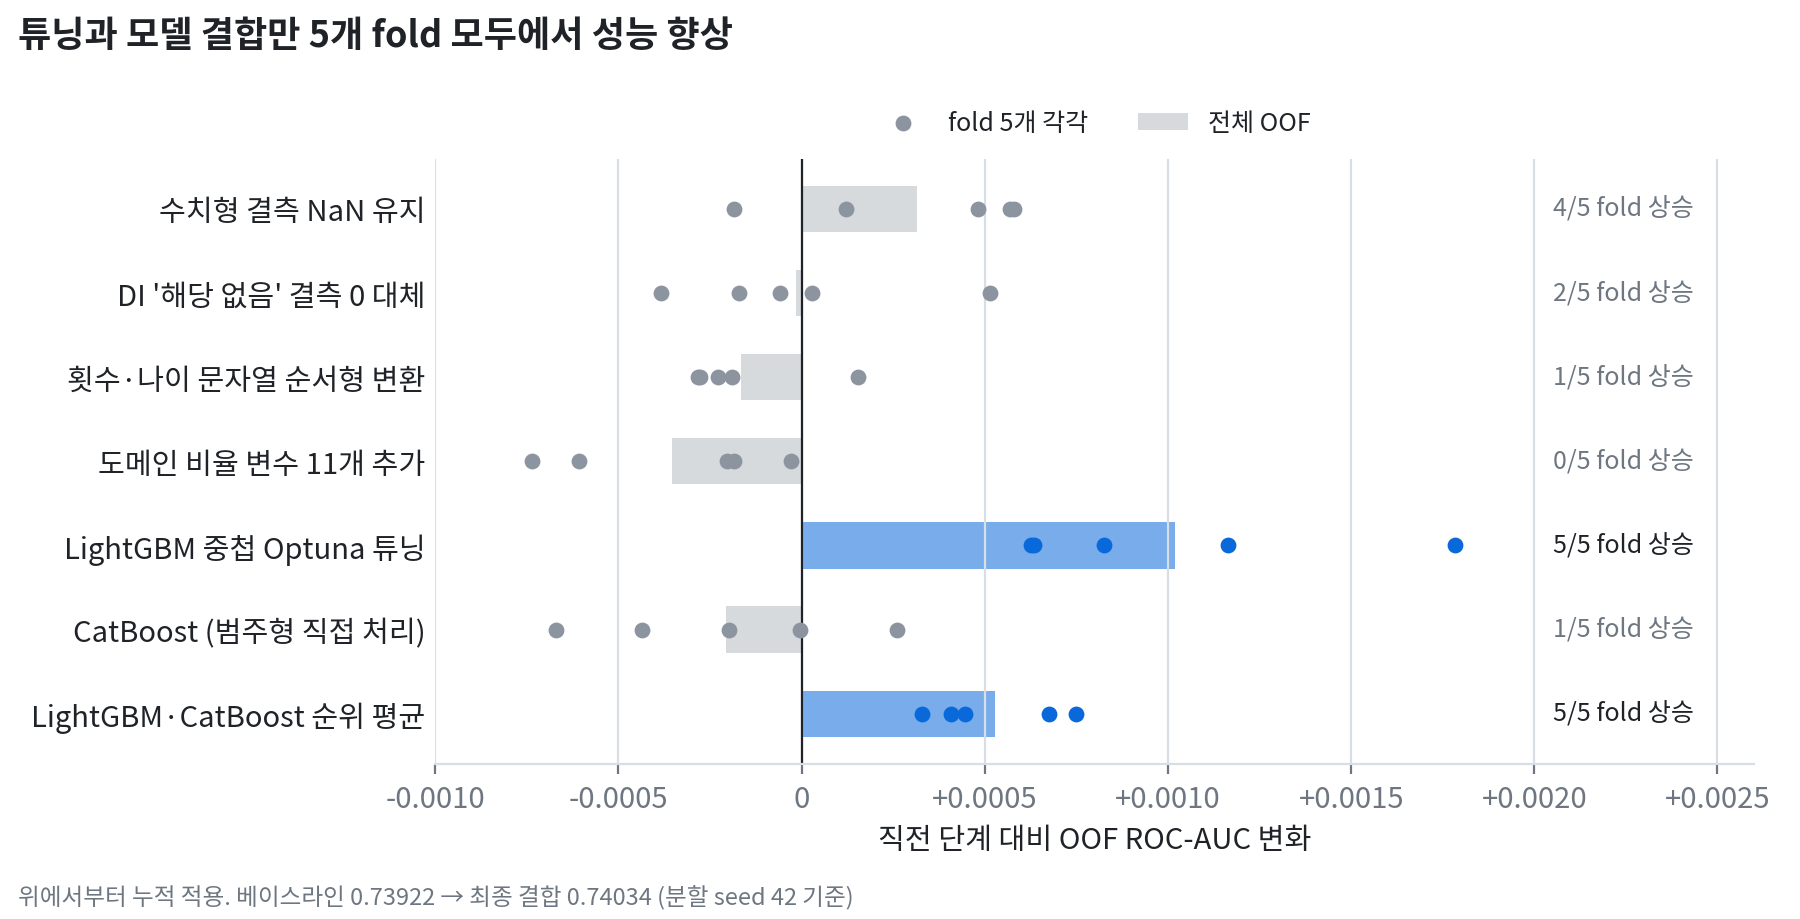 튜닝과 모델 결합만 5개 fold 모두에서 성능 향상
fold 5개 각각
전체 OOF
수치형 결측 NaN 유지
4/5 fold 상승
DI '해당 없음' 결측 0 대체
2/5 fold 상승
횟수·나이 문자열 순서형 변환
1/5 fold 상승
도메인 비율 변수 11개 추가
0/5 fold 상승
LightGBM 중첩 Optuna 튜닝
5/5 fold 상승
CatBoost (범주형 직접 처리)
1/5 fold 상승
LightGBM·CatBoost 순위 평균
5/5 fold 상승
-0.0010
-0.0005
0
+0.0005
+0.0010
+0.0015
+0.0020
+0.0025
직전 단계 대비 OOF ROC-AUC 변화
위에서부터 누적 적용. 베이스라인 0.73922 → 최종 결합 0.74034 (분할 seed 42 기준)